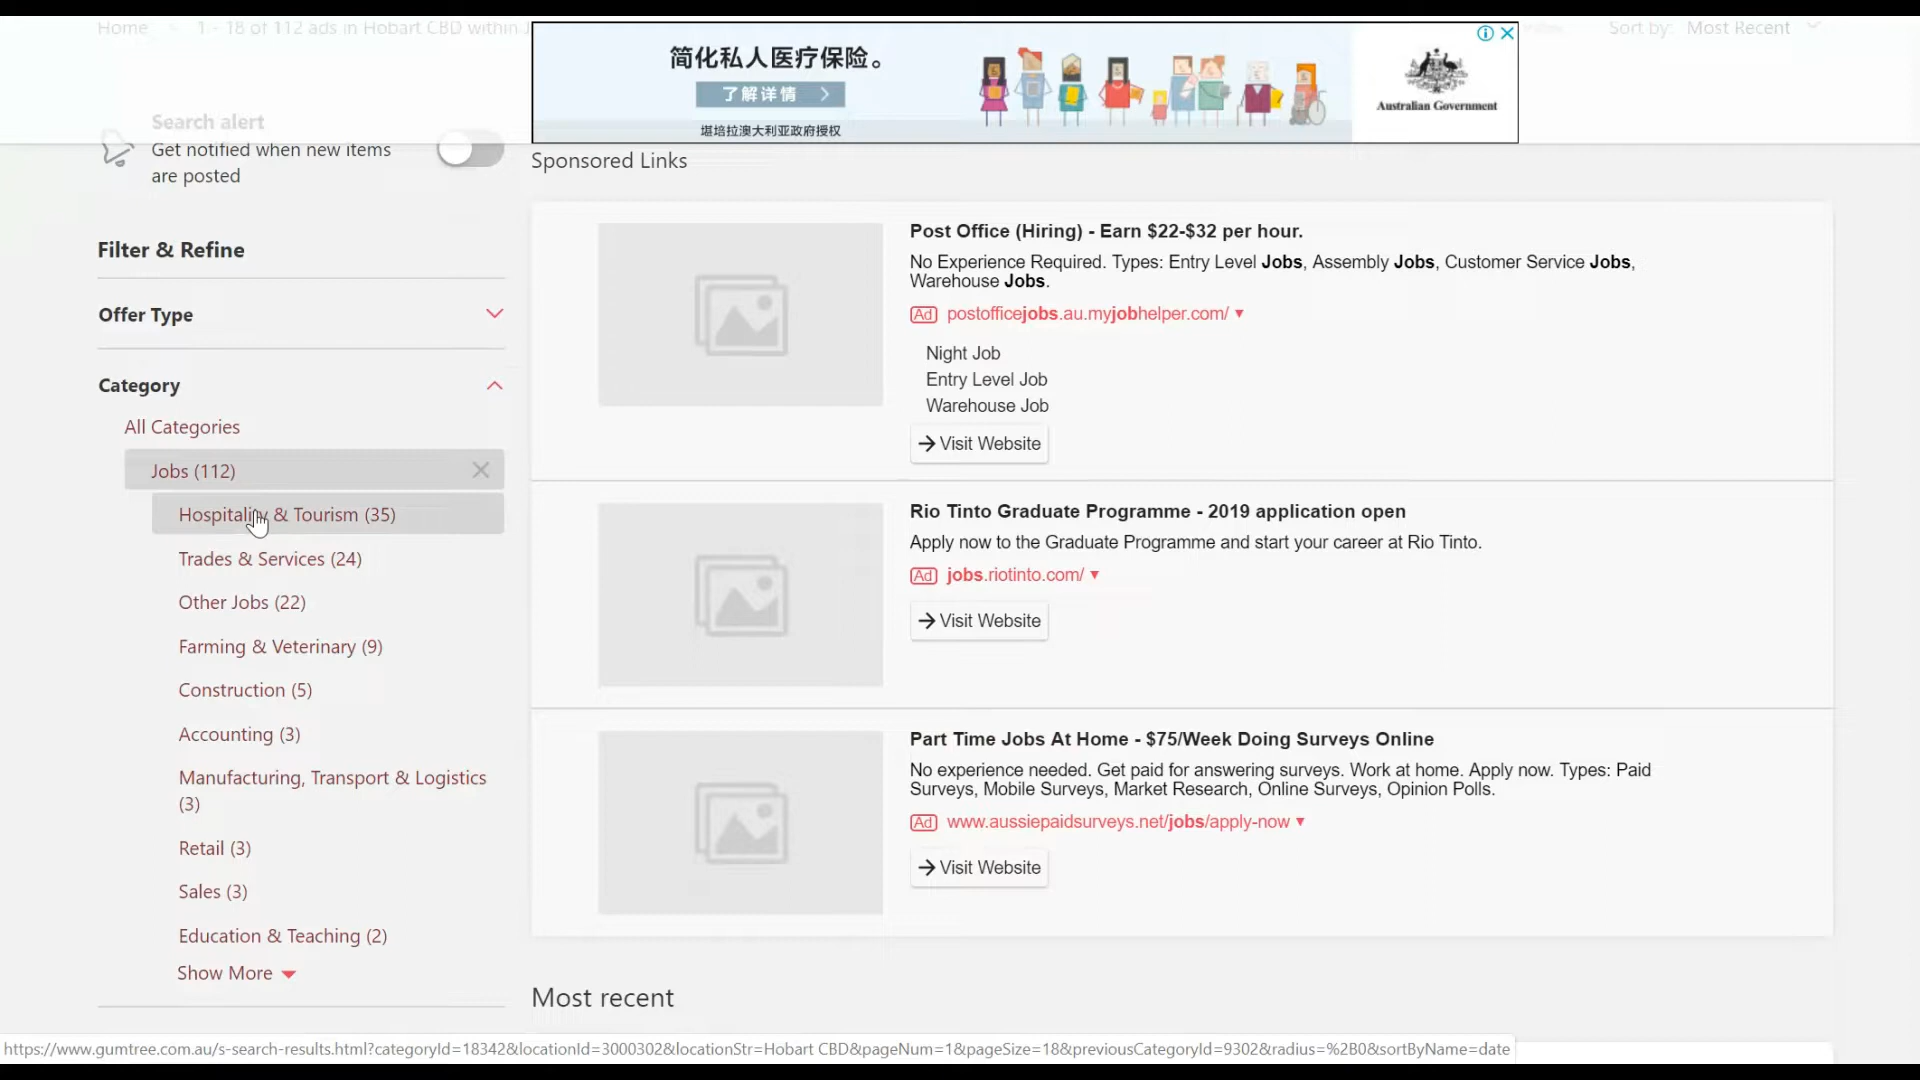 Home
1 - 18 of 112 ads in Hobart CBD within
Sort by: Most Recent
简化私人医疗保险。
了解详情
堪培拉澳大利亚政府授权
Australian Government
Search alert
Get notified when new items
are posted
Filter & Refine
Offer Type
Category
All Categories
Jobs (112)
Hospitality & Tourism (35)
Trades & Services (24)
Other Jobs (22)
Farming & Veterinary (9)
Construction (5)
Accounting (3)
Manufacturing, Transport & Logistics
(3)
Retail (3)
Sales (3)
Education & Teaching (2)
Show More
Sponsored Links
Post Office (Hiring) - Earn $22-$32 per hour.
No Experience Required. Types: Entry Level Jobs, Assembly Jobs, Customer Service Jobs,
Warehouse Jobs.
Ad postofficejobs.au.myjobhelper.com/
Night Job
Entry Level Job
Warehouse Job
Visit Website
Rio Tinto Graduate Programme - 2019 application open
Apply now to the Graduate Programme and start your career at Rio Tinto.
Ad jobs.riotinto.com/
Visit Website
Part Time Jobs At Home - $75/Week Doing Surveys Online
No experience needed. Get paid for answering surveys. Work at home. Apply now. Types: Paid
Surveys, Mobile Surveys, Market Research, Online Surveys, Opinion Polls.
Ad www.aussiepaidsurveys.net/jobs/apply-now
Visit Website
Most recent
https://www.gumtree.com.au/s-search-results.html?categoryId=18342&locationId=3000302&locationStr=Hobart CBD&pageNum=1&pageSize=18&previousCategoryId=9302&radius=%2B0&sortByName=date